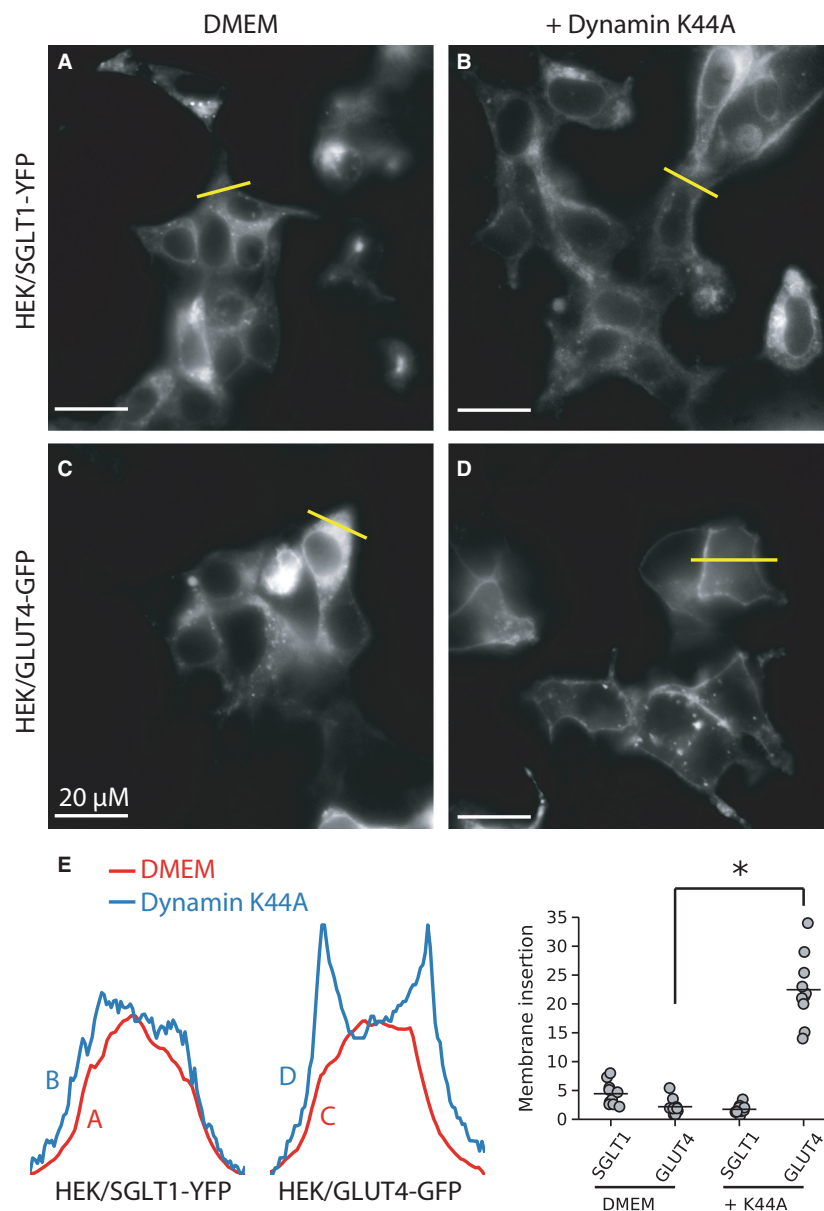 DMEM
+ Dynamin K44A
HEK/SGLT1-YFP
A
B
HEK/GLUT4-GFP
C
D
20 µM
E
DMEM
Dynamin K44A
B
A
HEK/SGLT1-YFP
D
C
HEK/GLUT4-GFP
*
Membrane insertion
35
30
25
20
15
10
5
0
SGLT1
GLUT4
SGLT1
GLUT4
DMEM
+ K44A